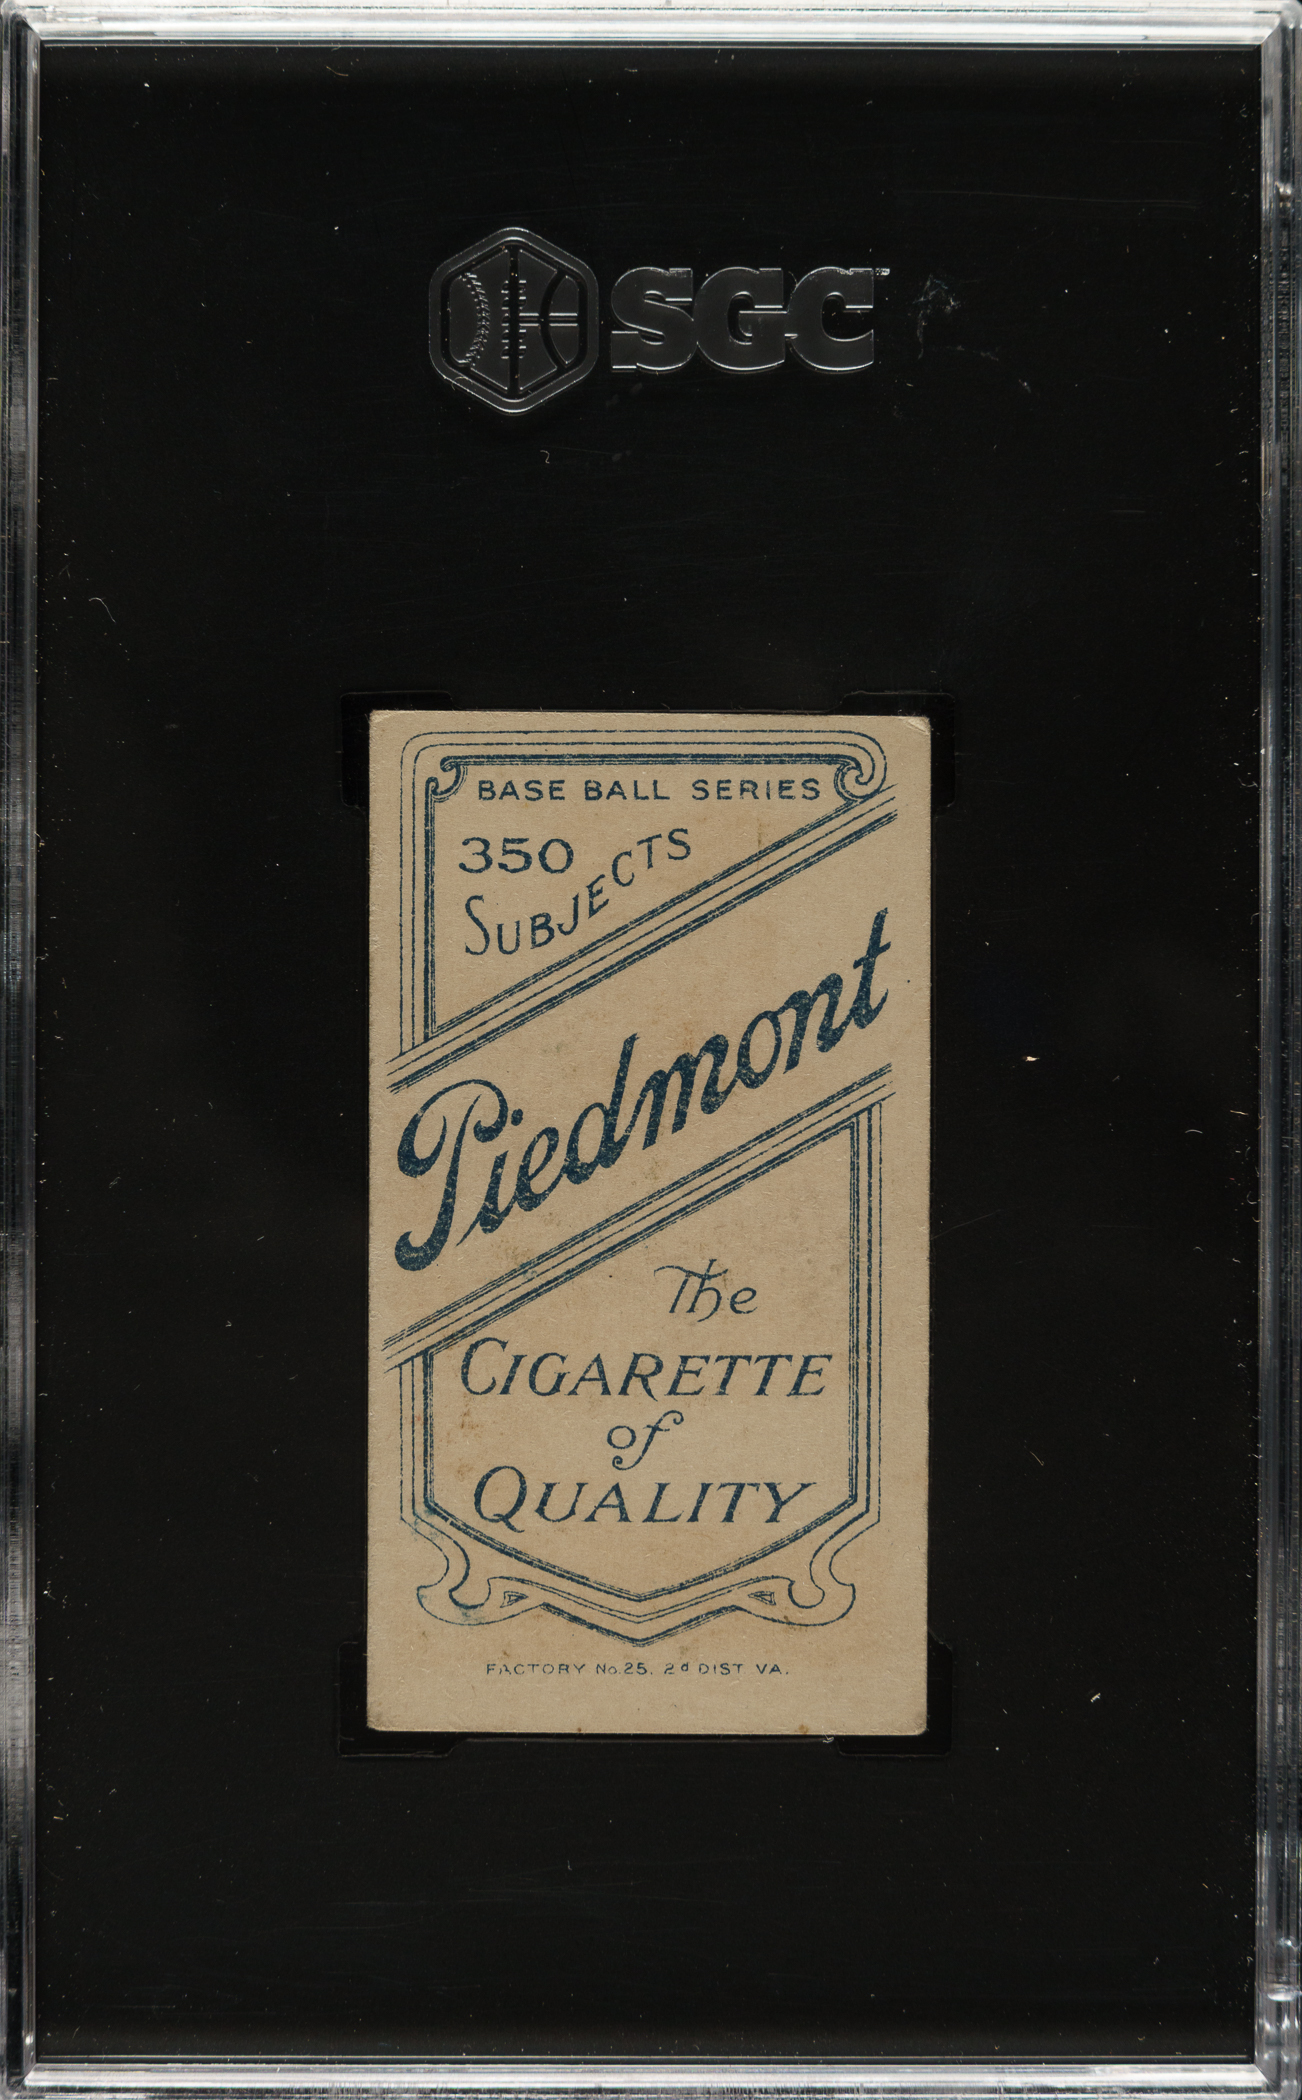 SGC
BASE BALL SERIES
350
SUBJECTS
Piedmont
The
CIGARETTE
of
QUALITY
FACTORY No. 25. 2d DIST VA.